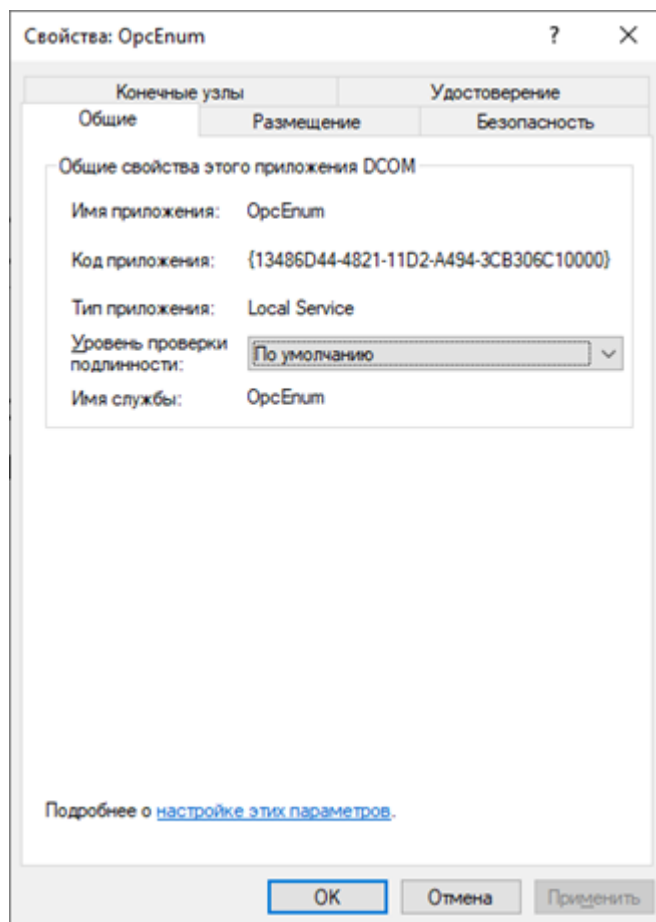 Свойства: OpcEnum
Конечные узлы Удостоверение
Общие Размещение Безопасность
Общие свойства этого приложения DCOM
Имя приложения: OpcEnum
Код приложения: {13486D44-4821-11D2-A494-3CB306C10000}
Тип приложения: Local Service
Уровень проверки
подлинности: По умолчанию
Имя службы: OpcEnum
Подробнее о настройке этих параметров.
OK Отмена Применить